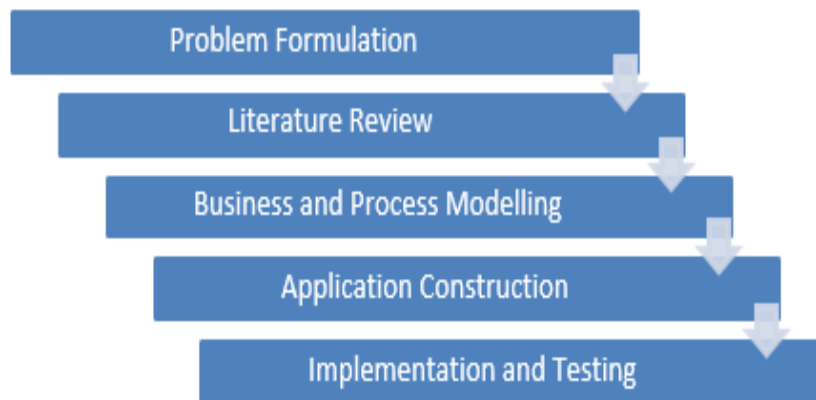 Problem Formulation
Literature Review
Business and Process Modelling
Application Construction
Implementation and Testing